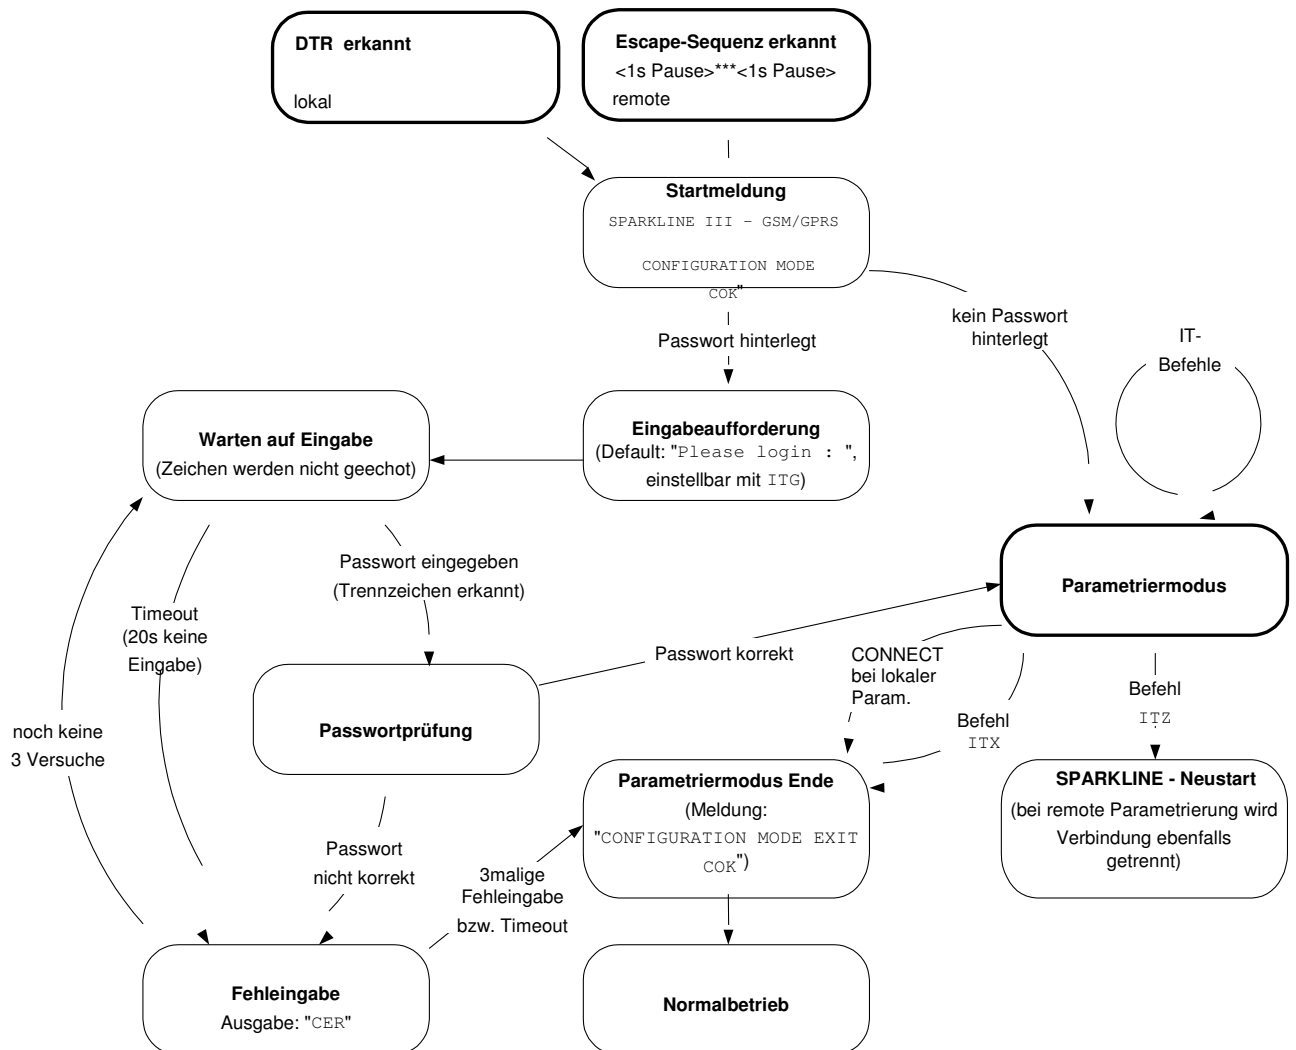 DTR  erkannt
lokal
Escape-Sequenz erkannt
<1s Pause>***<1s Pause>
remote
Startmeldung
SPARKLINE III - GSM/GPRS
CONFIGURATION MODE
COK"
kein Passwort
hinterlegt
IT-
Befehle
Passwort hinterlegt
Warten auf Eingabe
(Zeichen werden nicht geechot)
Eingabeaufforderung
(Default: "Please login : ",
einstellbar mit ITG)
Passwort eingegeben
(Trennzeichen erkannt)
Parametriermodus
Timeout
(20s keine
Eingabe)
Passwort korrekt
CONNECT
bei lokaler
Param.
Befehl
ITX
Befehl
ITZ
noch keine
3 Versuche
Passwortprüfung
Parametriermodus Ende
(Meldung:
"CONFIGURATION MODE EXIT
COK")
SPARKLINE - Neustart
(bei remote Parametrierung wird
Verbindung ebenfalls
getrennt)
Passwort
nicht korrekt
3malige
Fehleingabe
bzw. Timeout
Fehleingabe
Ausgabe: "CER"
Normalbetrieb